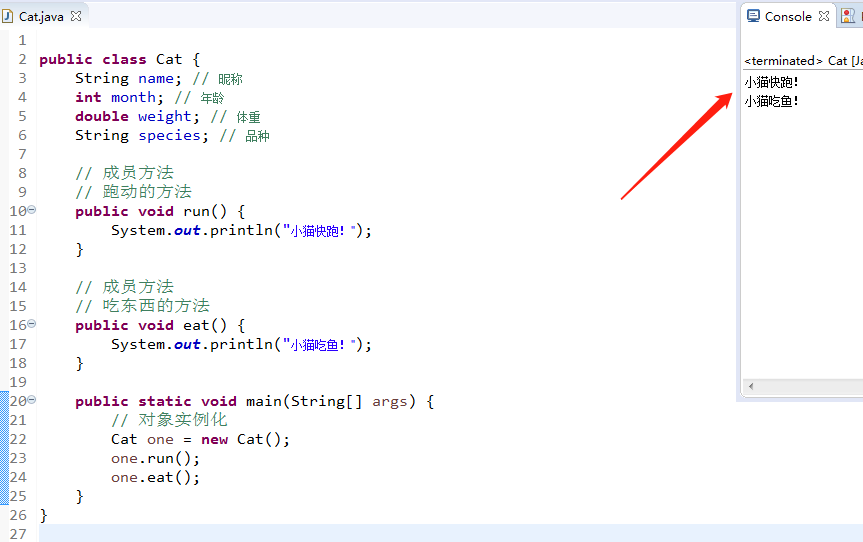 Cat.java
Console
<terminated> Cat [Ja
小猫快跑!
小猫吃鱼!
1
2 public class Cat {
3 String name; // 昵称
4 int month; // 年龄
5 double weight; // 体重
6 String species; // 品种
7
8 // 成员方法
9 // 跑动的方法
10 public void run() {
11 System.out.println("小猫快跑!");
12 }
13
14 // 成员方法
15 // 吃东西的方法
16 public void eat() {
17 System.out.println("小猫吃鱼!");
18 }
19
20 public static void main(String[] args) {
21 // 对象实例化
22 Cat one = new Cat();
23 one.run();
24 one.eat();
25 }
26 }
27